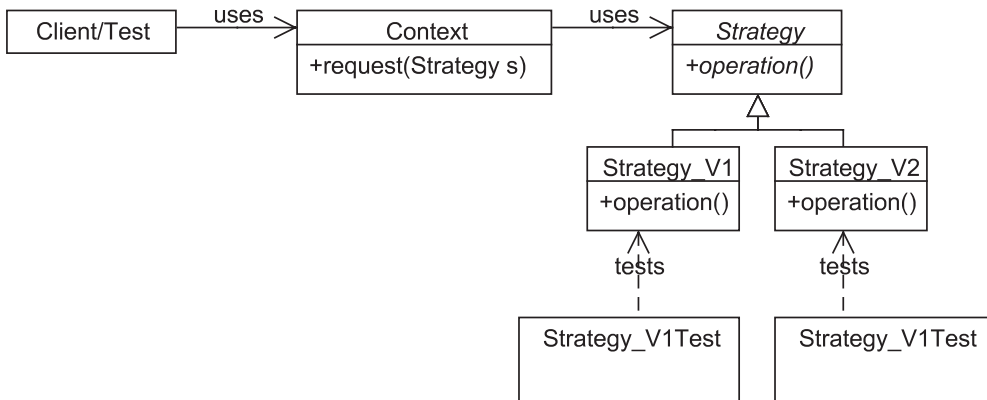 uses
uses
Client/Test
Context
Strategy
+request(Strategy s)
+operation()
Strategy_V1
Strategy_V2
+operation()
+operation()
tests
tests
Strategy_V1Test
Strategy_V1Test